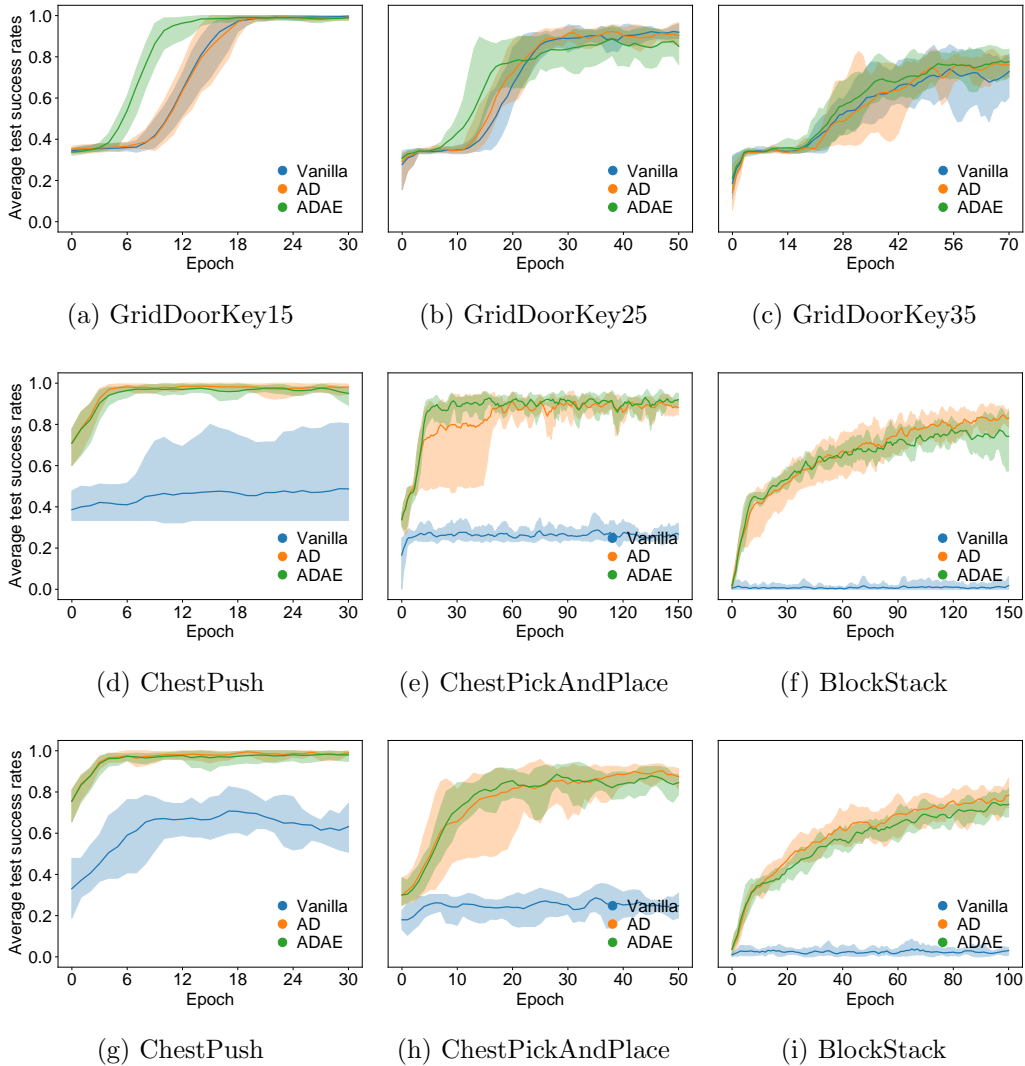 Average test success rates
1.0
0.8
0.6
0.4
0.2
0.0
Vanilla
AD
ADAE
0 6 12 18 24 30
Epoch
(a) GridDoorKey15
Vanilla
AD
ADAE
0 10 20 30 40 50
Epoch
(b) GridDoorKey25
Vanilla
AD
ADAE
0 14 28 42 56 70
Epoch
(c) GridDoorKey35
Average test success rates
1.0
0.8
0.6
0.4
0.2
0.0
Vanilla
AD
ADAE
0 6 12 18 24 30
Epoch
(d) ChestPush
Vanilla
AD
ADAE
0 30 60 90 120 150
Epoch
(e) ChestPickAndPlace
Vanilla
AD
ADAE
0 30 60 90 120 150
Epoch
(f) BlockStack
Average test success rates
1.0
0.8
0.6
0.4
0.2
0.0
Vanilla
AD
ADAE
0 6 12 18 24 30
Epoch
(g) ChestPush
Vanilla
AD
ADAE
0 10 20 30 40 50
Epoch
(h) ChestPickAndPlace
Vanilla
AD
ADAE
0 20 40 60 80 100
Epoch
(i) BlockStack